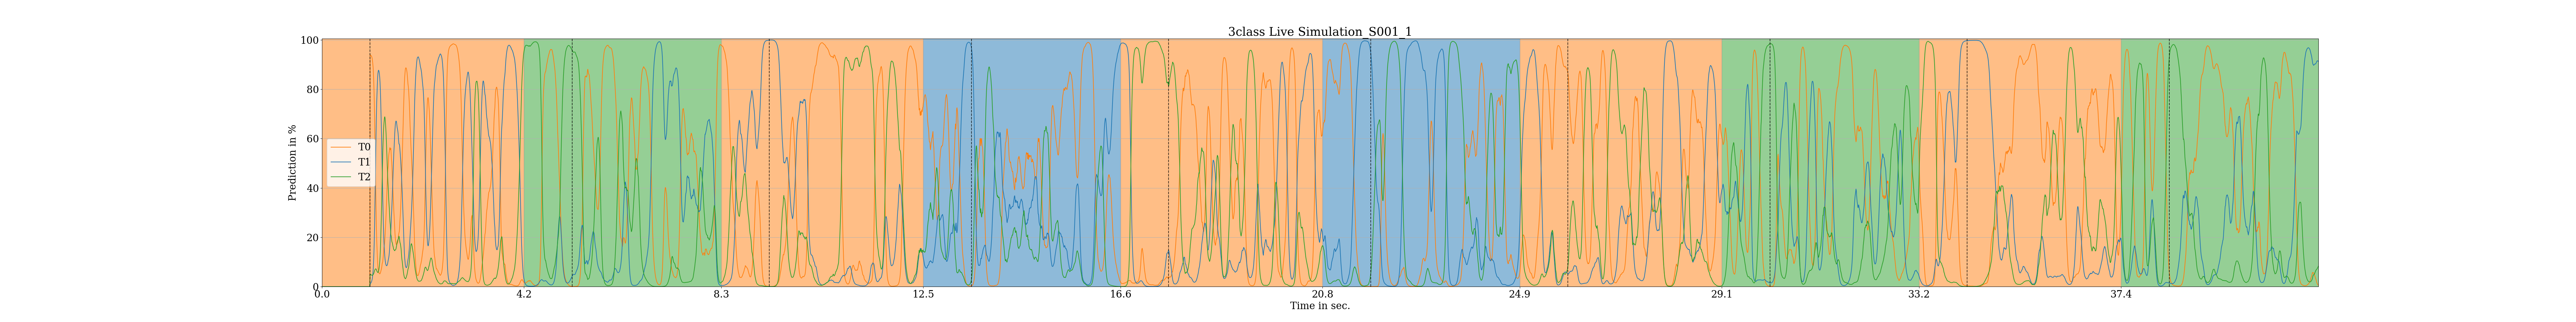 3class Live Simulation_S001_1
Prediction in %
100
80
60
40
20
0
T0
T1
T2
0.0 4.2 8.3 12.5 16.6 20.8 24.9 29.1 33.2 37.4
Time in sec.